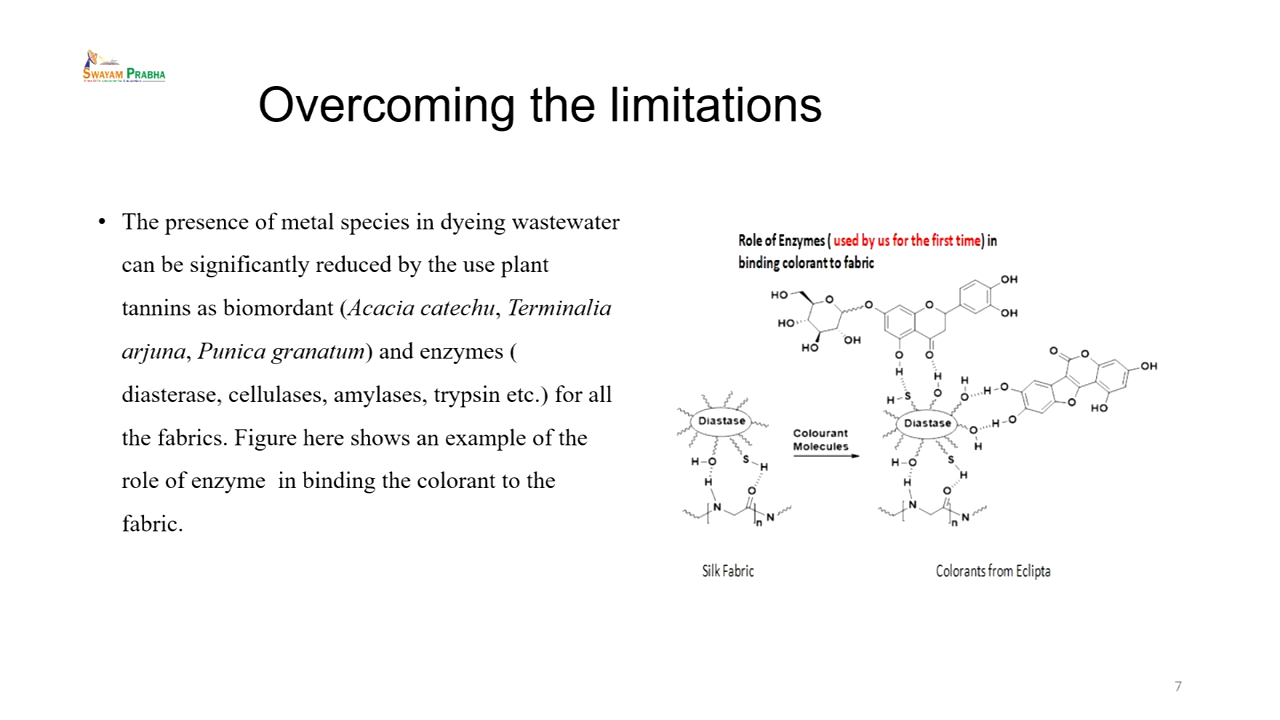 SWAYAM PRABHA
Overcoming the limitations
• The presence of metal species in dyeing wastewater
can be significantly reduced by the use plant
tannins as biomordant (Acacia catechu, Terminalia
arjuna, Punica granatum) and enzymes (
diasterase, cellulases, amylases, trypsin etc.) for all
the fabrics. Figure here shows an example of the
role of enzyme  in binding the colorant to the
fabric.
Role of Enzymes ( used by us for the first time) in
binding colorant to fabric
HO
O
O
O
OH
OH
HO
HO
OH
O
O
H
H
H
S
O
H
O
H
O
O
O
OH
HO
O
H
O
H
O
H
Diastase
H
O
S
H
H
O
N
n
N
Colourant
Molecules
Diastase
H
O
S
H
H
O
N
n
N
Silk Fabric
Colorants from Eclipta
7